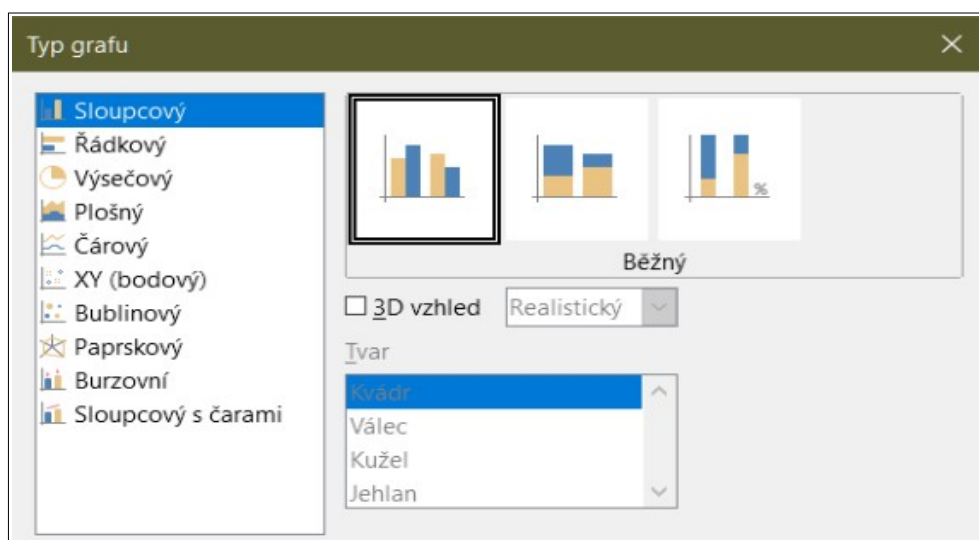 Typ grafu
Sloupcový
Řádkový
Výsečový
Plošný
Čárový
XY (bodový)
Bublinový
Paprskový
Burzovní
Sloupcový s čarami
%
Běžný
3D vzhled
Realistický
Tvar
Kvádr
Válec
Kužel
Jehlan